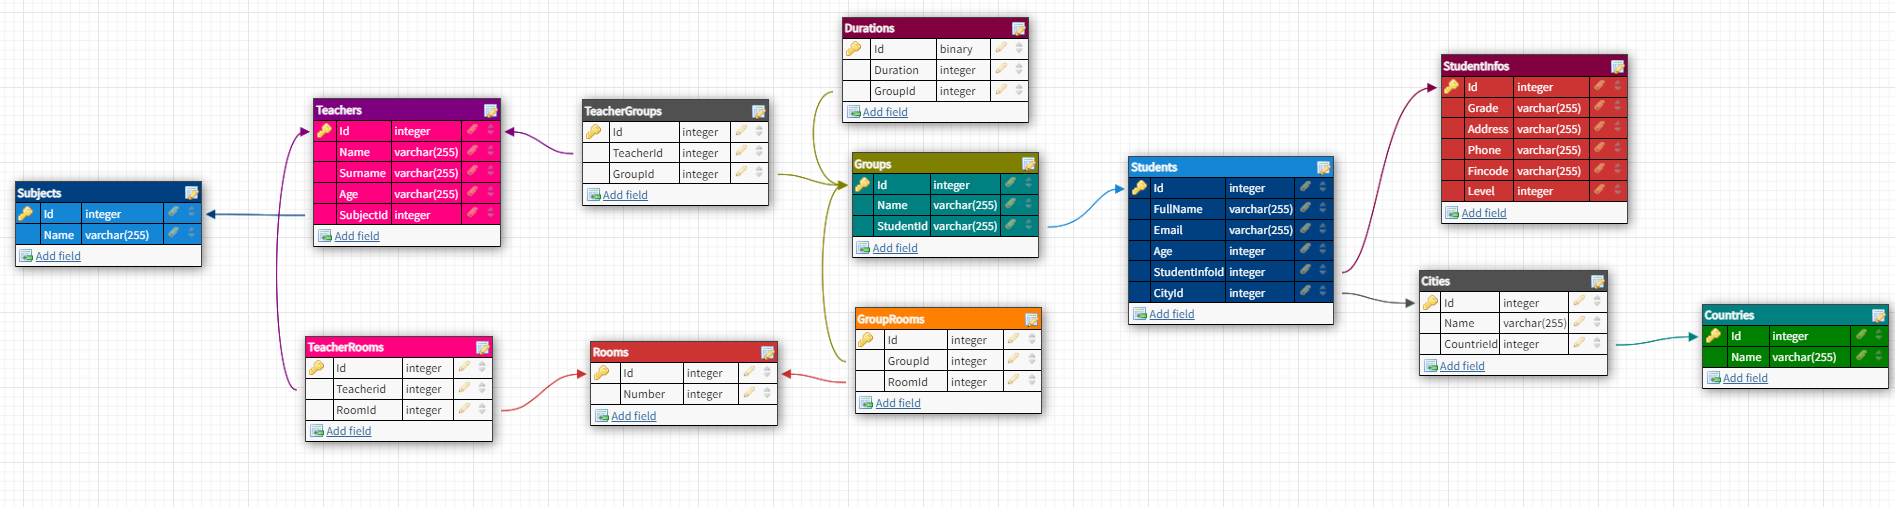 Subjects
Id integer
Name varchar(255)
Add field
Teachers
Id integer
Name varchar(255)
Surname varchar(255)
Age varchar(255)
SubjectId integer
Add field
TeacherRooms
Id integer
Teacherid integer
RoomId integer
Add field
TeacherGroups
Id integer
TeacherId integer
GroupId integer
Add field
Rooms
Id integer
Number integer
Add field
Durations
Id binary
Duration integer
GroupId integer
Add field
Groups
Id integer
Name varchar(255)
StudentId varchar(255)
Add field
GroupRooms
Id integer
GroupId integer
RoomId integer
Add field
Students
Id integer
FullName varchar(255)
Email varchar(255)
Age integer
StudentInfoId integer
CityId integer
Add field
StudentInfos
Id integer
Grade varchar(255)
Address varchar(255)
Phone varchar(255)
Fincode varchar(255)
Level integer
Add field
Cities
Id integer
Name varchar(255)
CountrieId integer
Add field
Countries
Id integer
Name varchar(255)
Add field